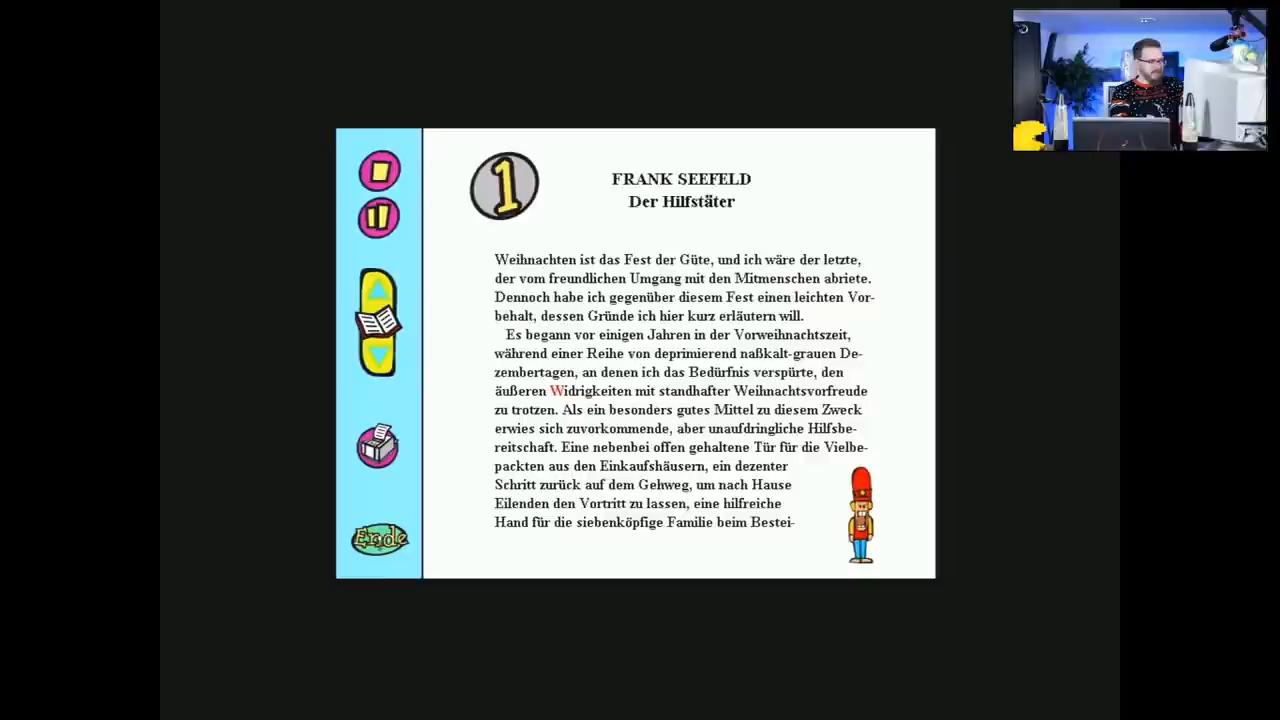 1
FRANK SEEFELD
Der Hilfstäter
Weihnachten ist das Fest der Güte, und ich wäre der letzte,
der vom freundlichen Umgang mit den Mitmenschen abriete.
Dennoch habe ich gegenüber diesem Fest einen leichten Vor-
behalt, dessen Gründe ich hier kurz erläutern will.
Es begann vor einigen Jahren in der Vorweihnachtszeit,
während einer Reihe von deprimierend naßkalt-grauen De-
zembertagen, an denen ich das Bedürfnis verspürte, den
äußeren Widrigkeiten mit standhafter Weihnachtsvorfreude
zu trotzen. Als ein besonders gutes Mittel zu diesem Zweck
erwies sich zuvorkommende, aber unaufdringliche Hilfsbe-
reitschaft. Eine nebenbei offen gehaltene Tür für die Vielbe-
packten aus den Einkaufshäusern, ein dezenter
Schritt zurück auf dem Gehweg, um nach Hause
Eilenden den Vortritt zu lassen, eine hilfreiche
Hand für die siebenköpfige Familie beim Bestei-
Ende